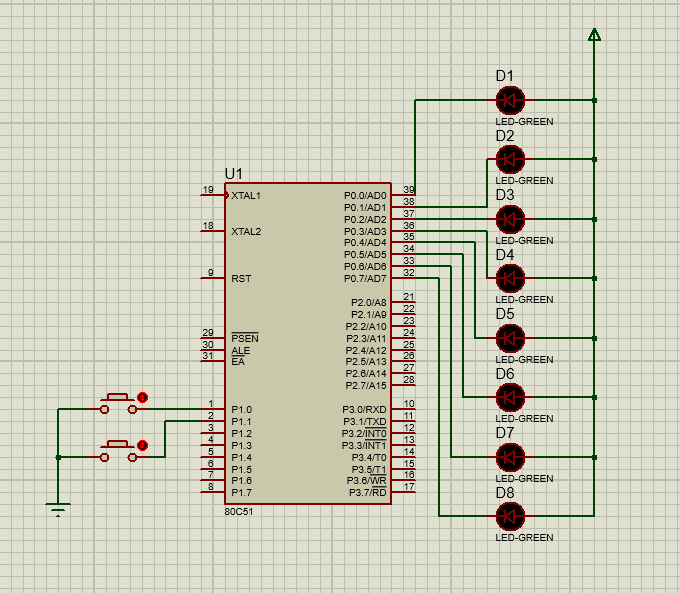 D1
LED-GREEN
D2
LED-GREEN
D3
LED-GREEN
D4
LED-GREEN
D5
LED-GREEN
D6
LED-GREEN
D7
LED-GREEN
D8
LED-GREEN
U1
19 XTAL1 P0.0/AD0 39
P0.1/AD1 38
P0.2/AD2 37
18 XTAL2 P0.3/AD3 36
P0.4/AD4 35
P0.5/AD5 34
P0.6/AD6 33
9 RST P0.7/AD7 32
P2.0/A8 21
P2.1/A9 22
P2.2/A10 23
29 PSEN P2.3/A11 24
30 ALE P2.4/A12 25
31 EA P2.5/A13 26
P2.6/A14 27
P2.7/A15 28
1 P1.0 P3.0/RXD 10
2 P1.1 P3.1/TXD 11
3 P1.2 P3.2/INT0 12
4 P1.3 P3.3/INT1 13
5 P1.4 P3.4/T0 14
6 P1.5 P3.5/T1 15
7 P1.6 P3.6/WR 16
8 P1.7 P3.7/RD 17
80C51